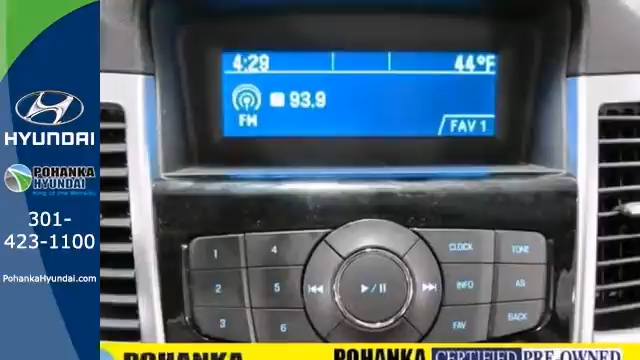 HYUNDAI
POHANKA
HYUNDAI
301-
423-1100
PohankaHyundai.com
4:29 44°F
93.9
FM
FAV 1
1 4 CLOCK TONE
2 5 INFO AS
3 6 FAV BACK
POHANKA POHANKA CERTIFIED PRE-OWNED